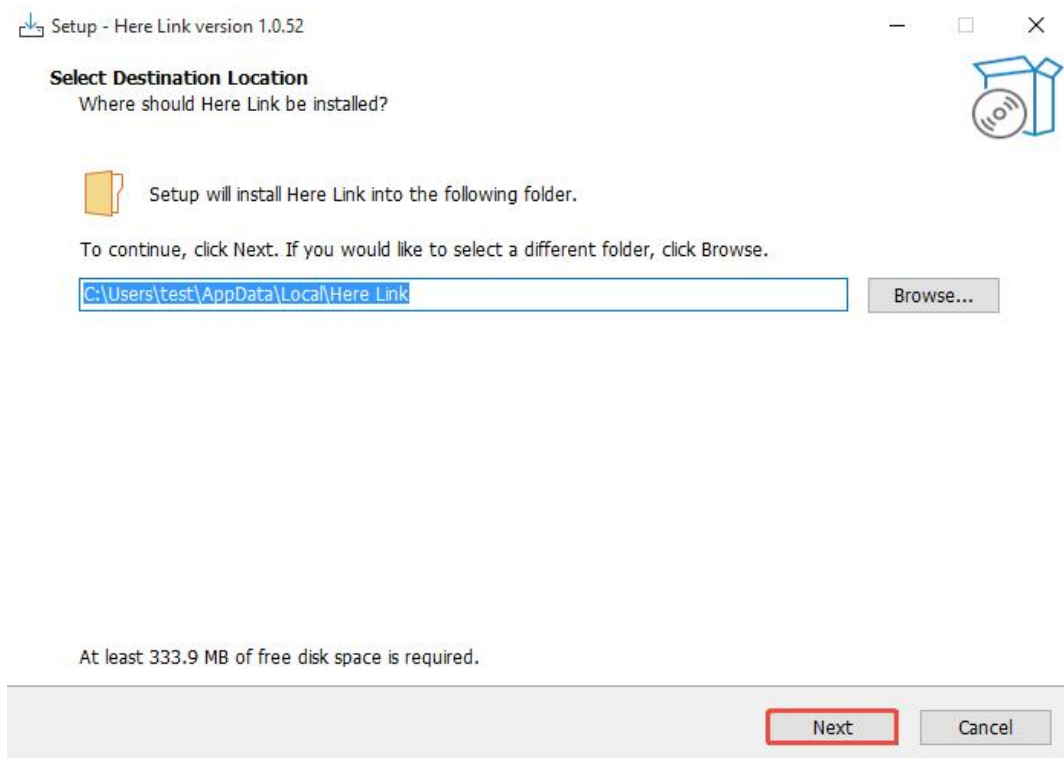 Setup - Here Link version 1.0.52
Select Destination Location
Where should Here Link be installed?
Setup will install Here Link into the following folder.
To continue, click Next. If you would like to select a different folder, click Browse.
C:\Users\test\AppData\Local\Here Link
Browse...
At least 333.9 MB of free disk space is required.
Next
Cancel